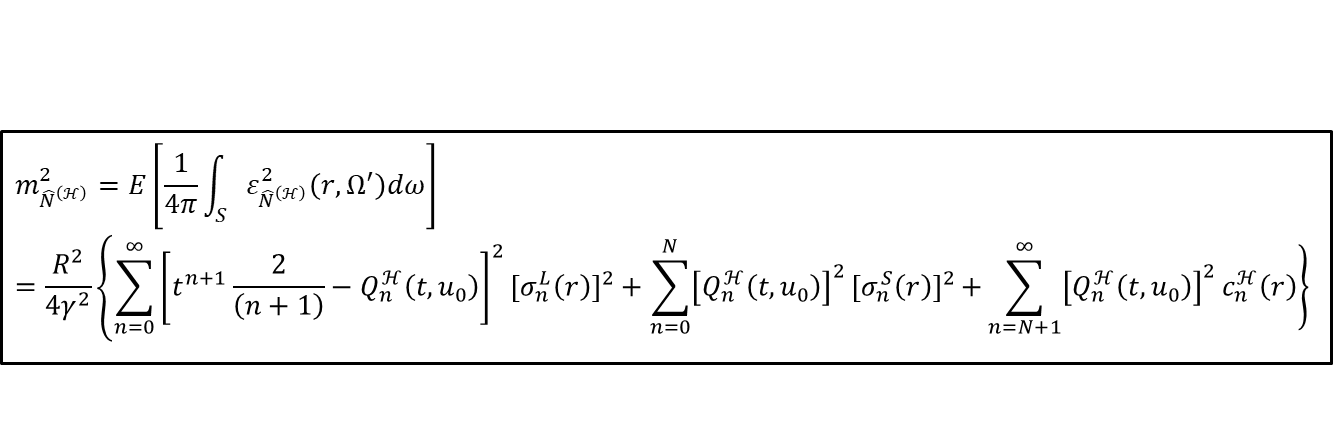 $m^2_{\widehat{N}^{(\mathcal{H})}} = E\left[\frac{1}{4\pi}\int_S \varepsilon^2_{\widehat{N}^{(\mathcal{H})}}(r,\Omega')d\omega\right]$
$= \frac{R^2}{4\gamma^2}\left\{\sum_{n=0}^{\infty}\left[t^{n+1}\frac{2}{(n+1)} - Q_n^{\mathcal{H}}(t,u_0)\right]^2[\sigma_n^L(r)]^2 + \sum_{n=0}^{N}\left[Q_n^{\mathcal{H}}(t,u_0)\right]^2[\sigma_n^S(r)]^2 + \sum_{n=N+1}^{\infty}\left[Q_n^{\mathcal{H}}(t,u_0)\right]^2 c_n^{\mathcal{H}}(r)\right\}$